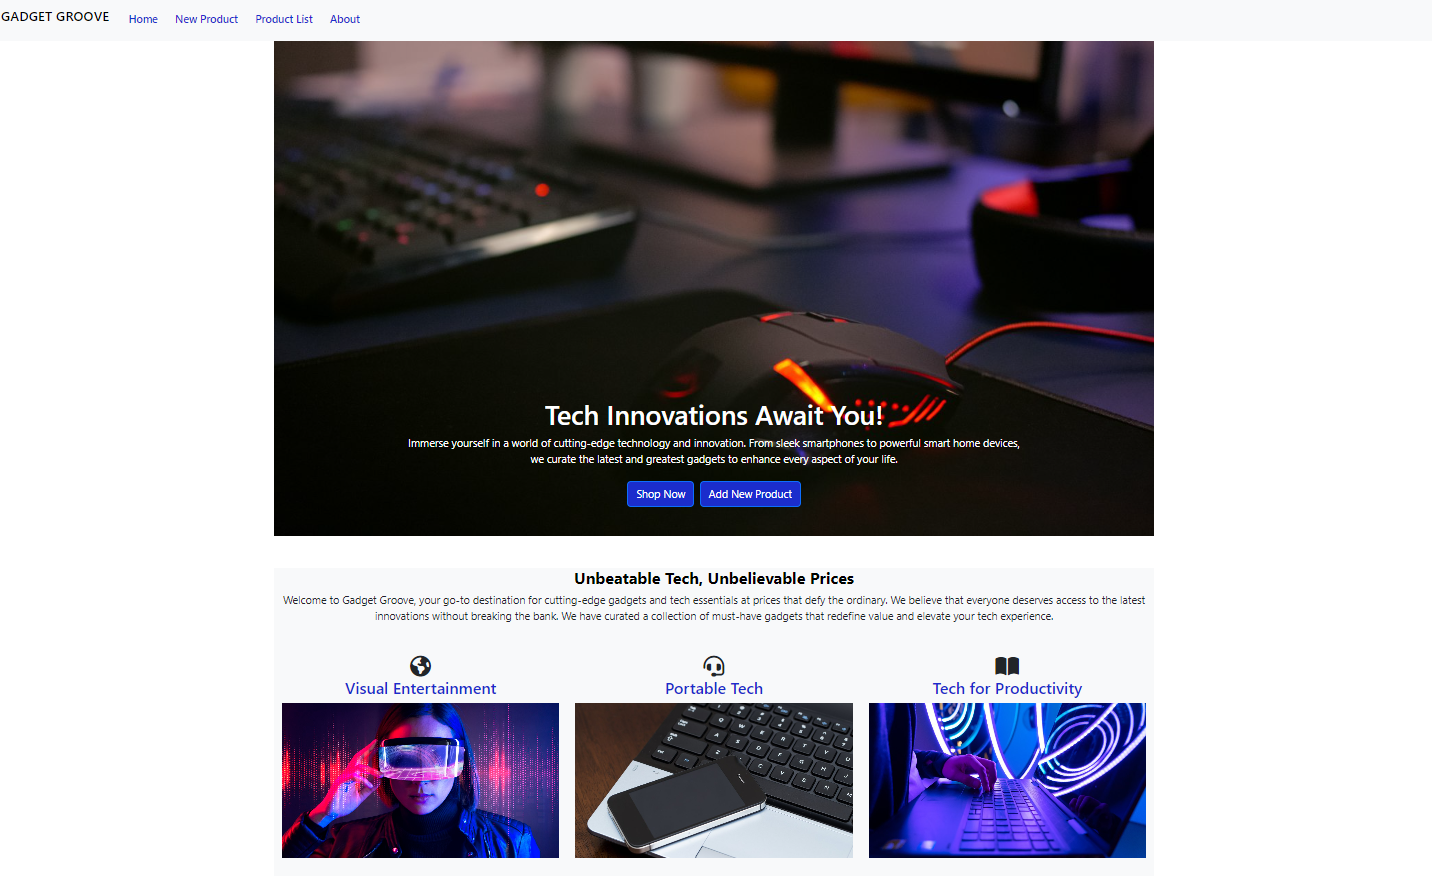 GADGET GROOVE Home New Product Product List About
Tech Innovations Await You!
Immerse yourself in a world of cutting-edge technology and innovation. From sleek smartphones to powerful smart home devices,
we curate the latest and greatest gadgets to enhance every aspect of your life.
Shop Now Add New Product
Unbeatable Tech, Unbelievable Prices
Welcome to Gadget Groove, your go-to destination for cutting-edge gadgets and tech essentials at prices that defy the ordinary. We believe that everyone deserves access to the latest
innovations without breaking the bank. We have curated a collection of must-have gadgets that redefine value and elevate your tech experience.
Visual Entertainment Portable Tech Tech for Productivity